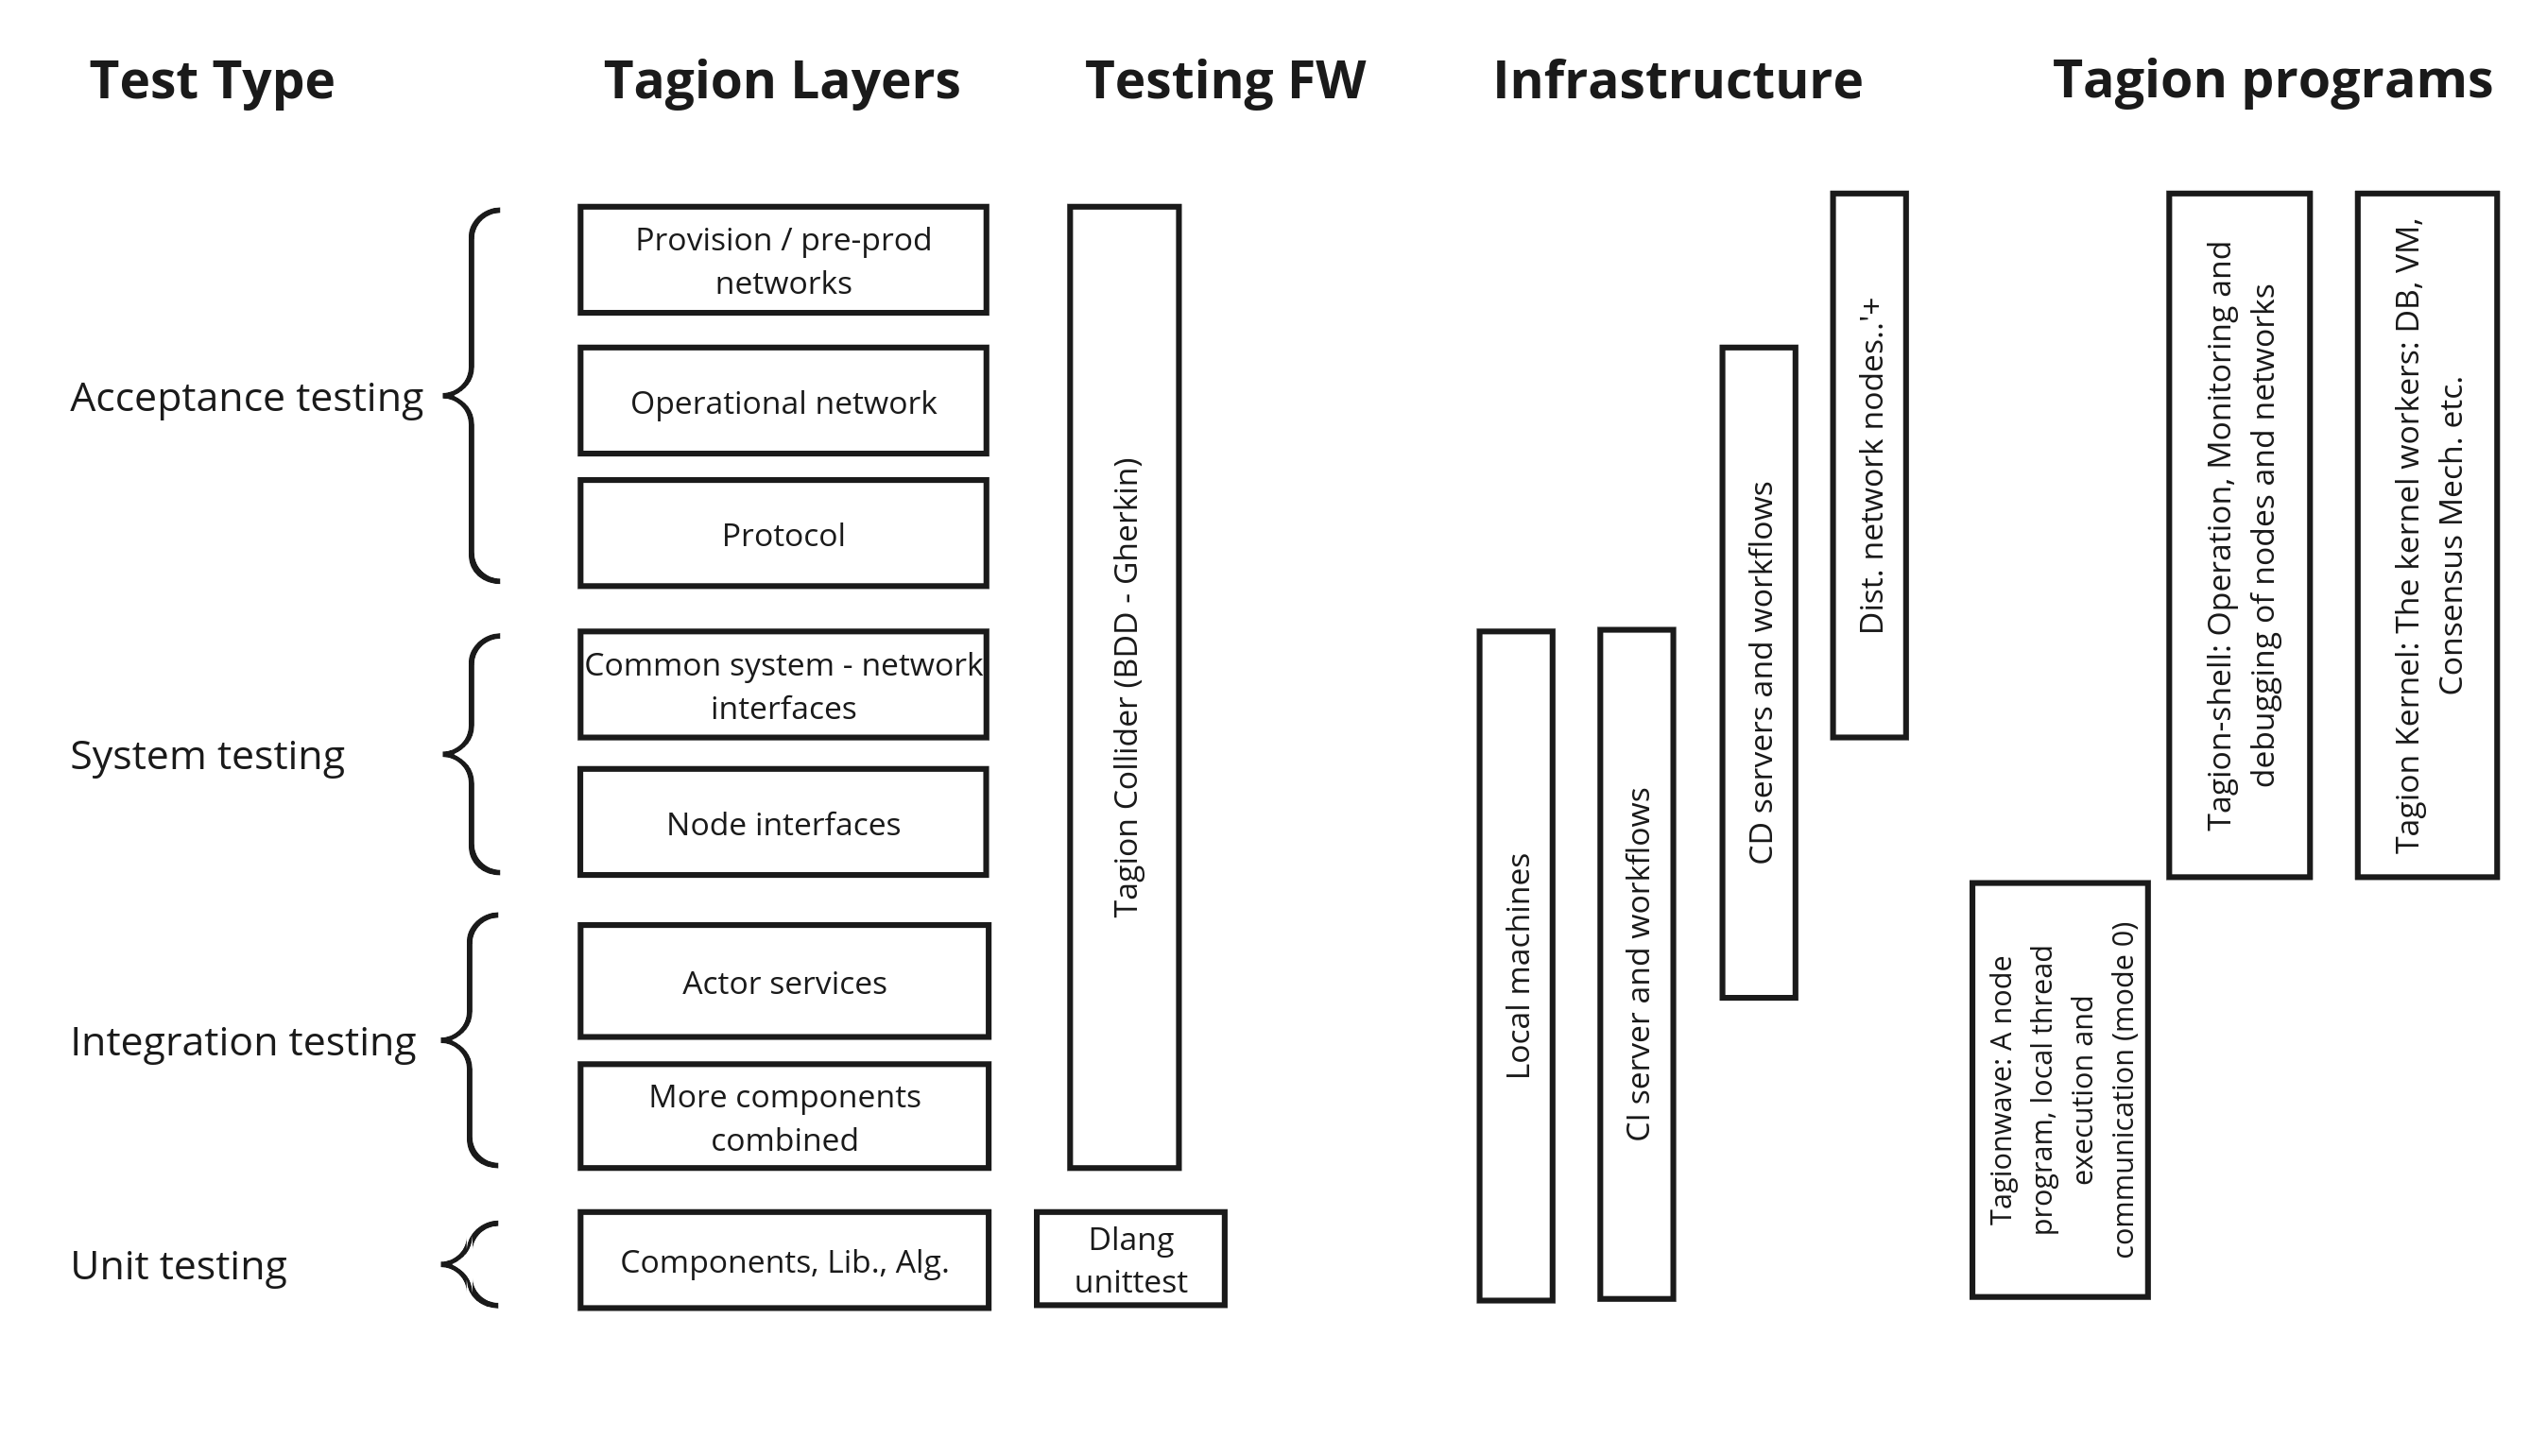 Test Type
Tagion Layers
Testing FW
Infrastructure
Tagion programs
Acceptance testing
System testing
Integration testing
Unit testing
Provision / pre-prod
networks
Operational network
Protocol
Common system - network
interfaces
Node interfaces
Actor services
More components
combined
Components, Lib., Alg.
Tagion Collider (BDD - Gherkin)
Dlang
unittest
Local machines
CI server and workflows
CD servers and workflows
Dist. network nodes..'+
Tagionwave: A node
program, local thread
execution and
communication (mode 0)
Tagion-shell: Operation, Monitoring and
debugging of nodes and networks
Tagion Kernel: The kernel workers: DB, VM,
Consensus Mech. etc.